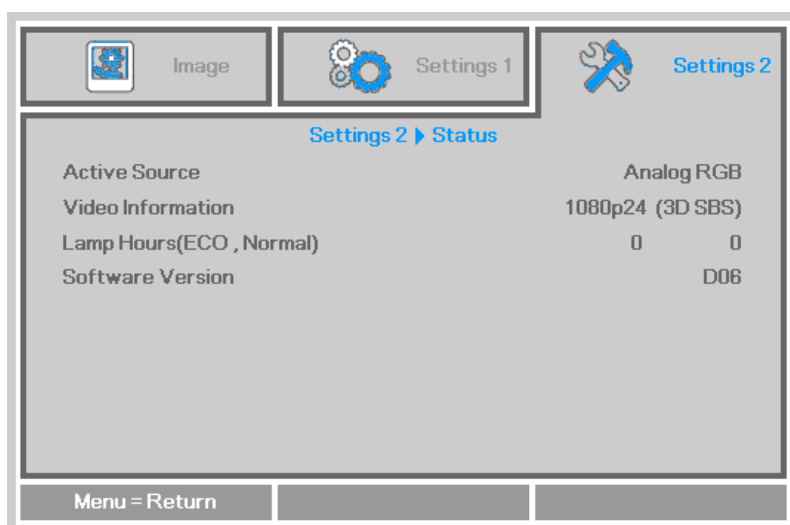 Image Settings 1 Settings 2
Settings 2 ▶ Status
Active Source Analog RGB
Video Information 1080p24 (3D SBS)
Lamp Hours(ECO , Normal) 0 0
Software Version D06
Menu = Return